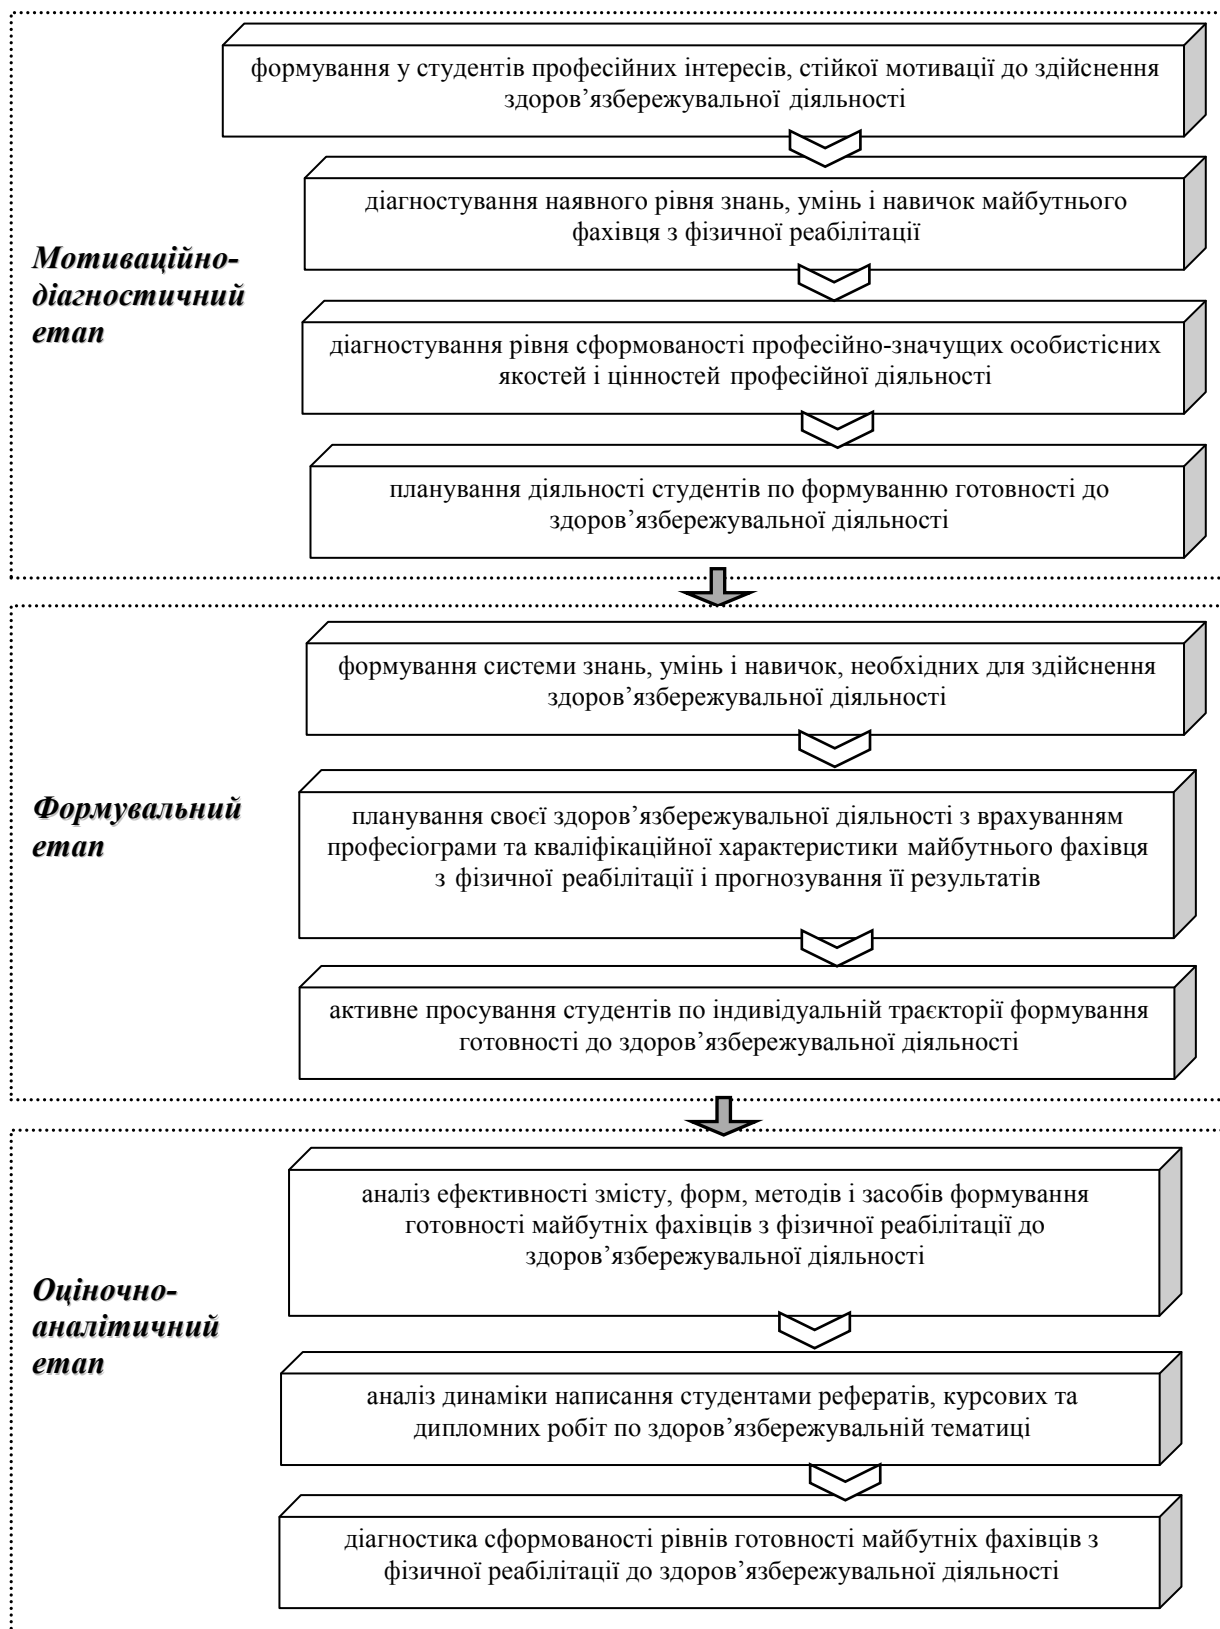 формування у студентів професійних інтересів, стійкої мотивації до здійснення
здоров’язбережувальної діяльності
діагностування наявного рівня знань, умінь і навичок майбутнього
фахівця з фізичної реабілітації
Мотиваційно-
діагностичний
етап
діагностування рівня сформованості професійно-значущих особистісних
якостей і цінностей професійної діяльності
планування діяльності студентів по формуванню готовності до
здоров’язбережувальної діяльності
формування системи знань, умінь і навичок, необхідних для здійснення
здоров’язбережувальної діяльності
Формувальний
етап
планування своєї здоров’язбережувальної діяльності з врахуванням
професіограми та кваліфікаційної характеристики майбутнього фахівця
з фізичної реабілітації і прогнозування її результатів
активне просування студентів по індивідуальній траєкторії формування
готовності до здоров’язбережувальної діяльності
аналіз ефективності змісту, форм, методів і засобів формування
готовності майбутніх фахівців з фізичної реабілітації до
здоров’язбережувальної діяльності
Оціночно-
аналітичний
етап
аналіз динаміки написання студентами рефератів, курсових та
дипломних робіт по здоров’язбережувальній тематиці
діагностика сформованості рівнів готовності майбутніх фахівців з
фізичної реабілітації до здоров’язбережувальної діяльності